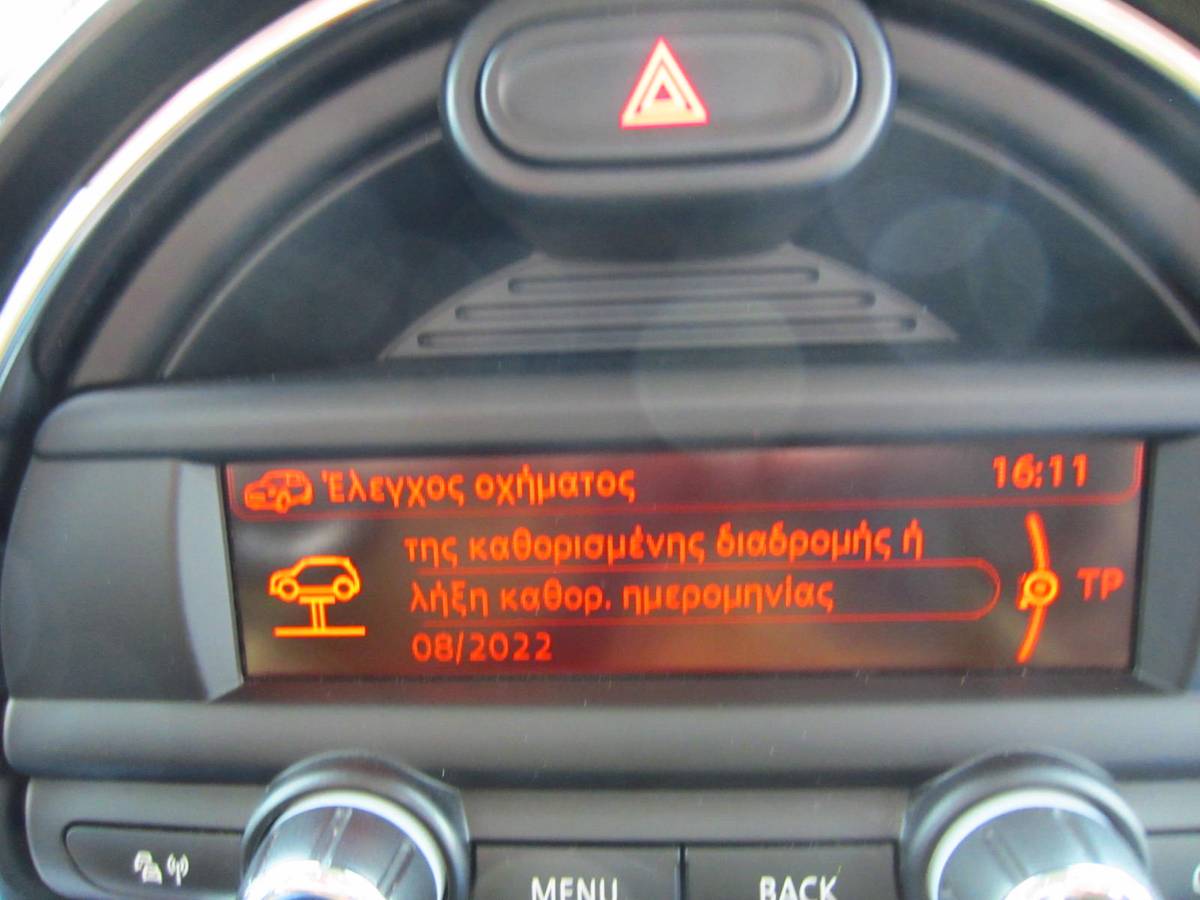 Έλεγχος οχήματος 16:11
της καθορισμένης διαδρομής ή
λήξη καθορ. ημερομηνίας
TP
08/2022
MENU BACK